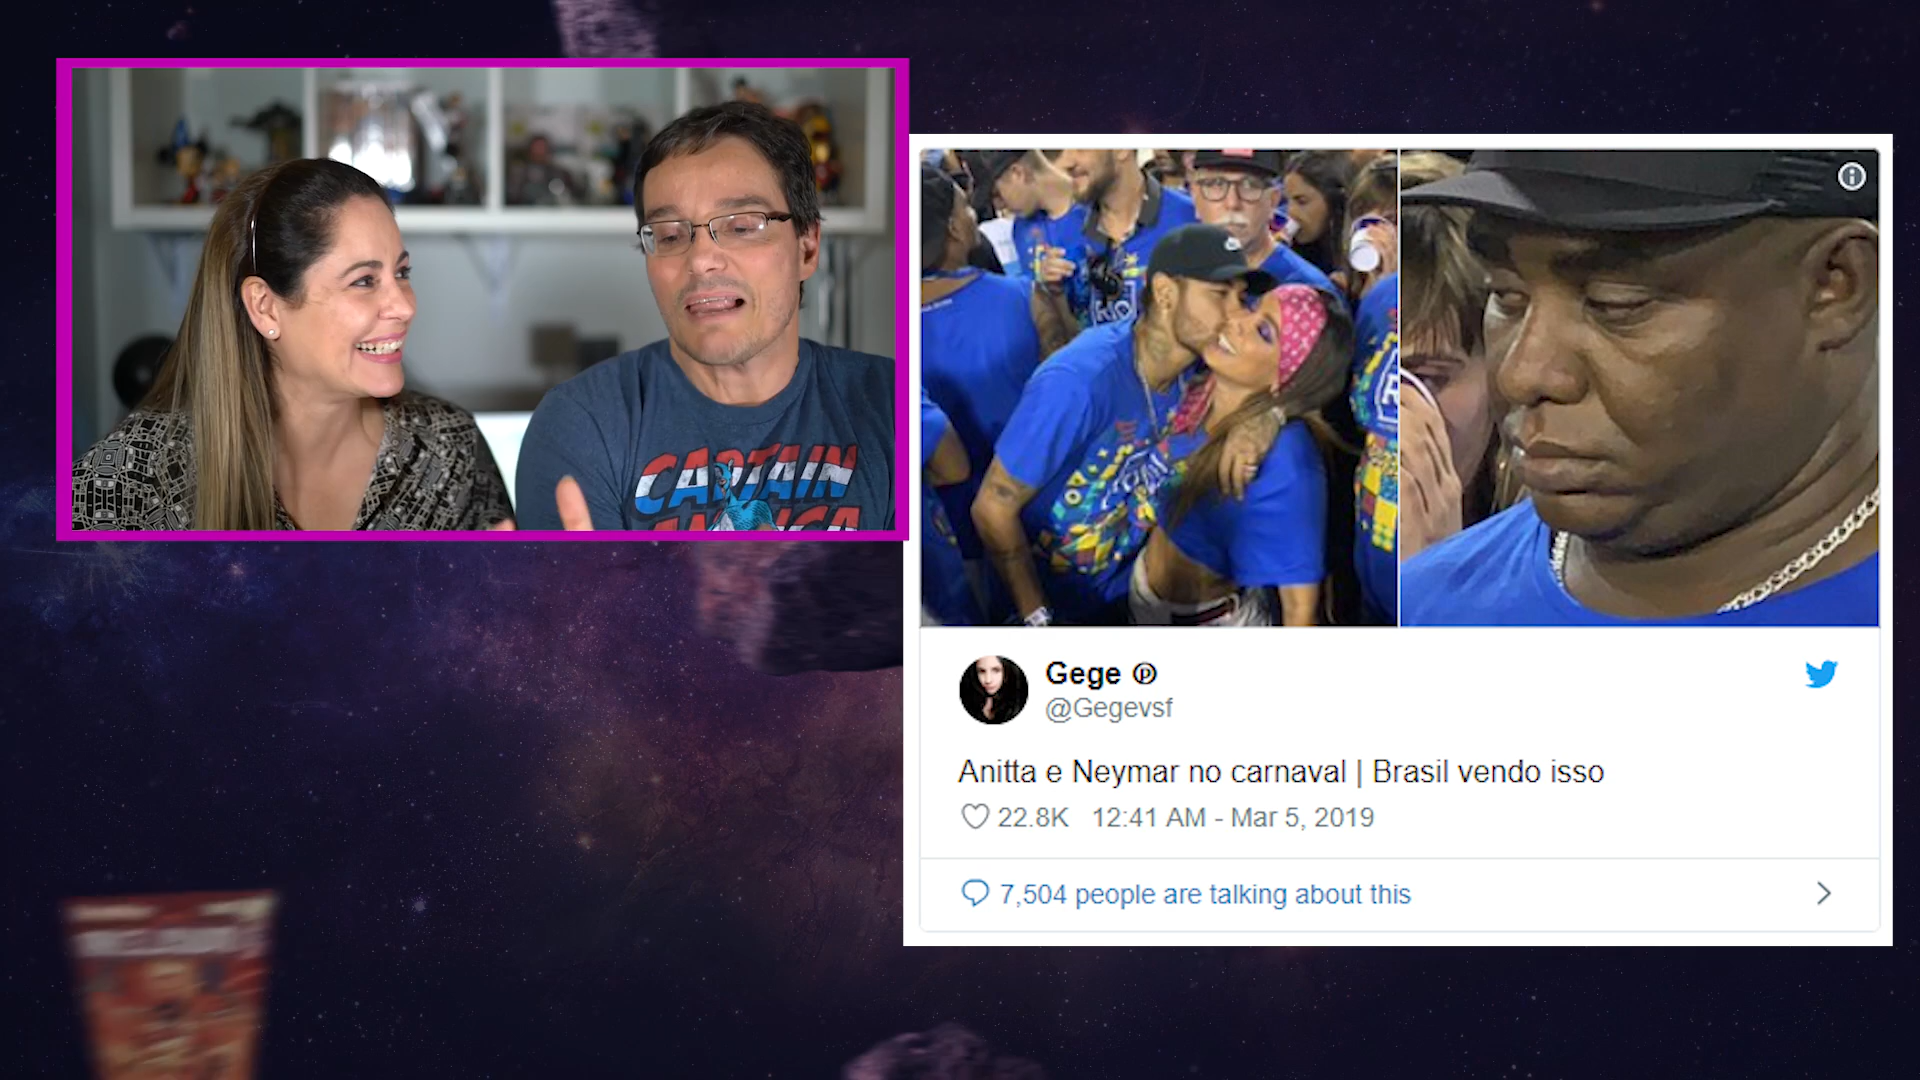 CAPTAIN
AMERICA
Gege ℗
@Gegevsf
Anitta e Neymar no carnaval | Brasil vendo isso
22.8K 12:41 AM - Mar 5, 2019
7,504 people are talking about this